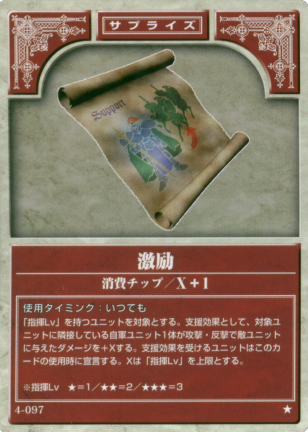 サプライズ
Support
激励
消費チップ/X+1
使用タイミング:いつでも
「指揮Lv」を持つユニットを対象とする。支援効果として、対象ユ
ニットに隣接している自軍ユニット1体が攻撃・反撃で敵ユニット
に与えたダメージを+Xする。支援効果を受けるユニットはこのカ
ードの使用時に宣言する。Xは「指揮Lv」を上限とする。
※指揮Lv ★=1/★★=2/★★★=3
4-097 ★